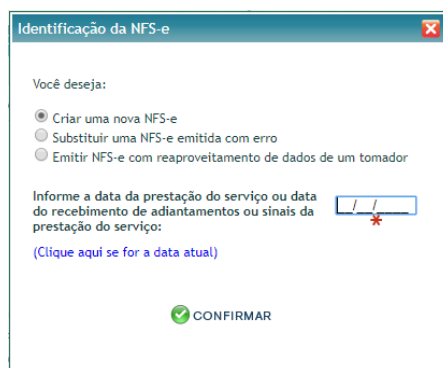 Identificação da NFS-e
Você deseja:
Criar uma nova NFS-e
Substituir uma NFS-e emitida com erro
Emitir NFS-e com reaproveitamento de dados de um tomador
Informe a data da prestação do serviço ou data
do recebimento de adiantamentos ou sinais da
prestação do serviço:
__/__/____
*
(Clique aqui se for a data atual)
CONFIRMAR